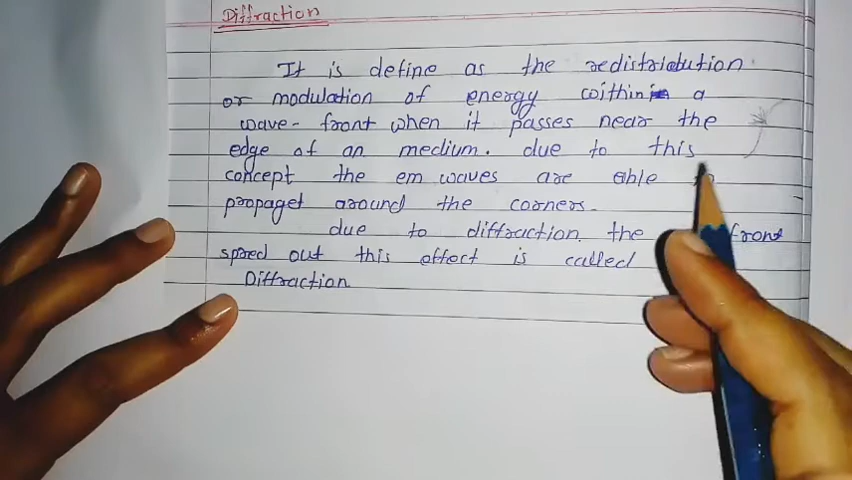 Diffraction
It is define as the redistribution
or modulation of energy within a
wave-front when it passes near the
edge of an medium. due to this
concept the em waves are able
propaget around the corners.
due to diffraction the front
spred out this effect is called
Diffraction